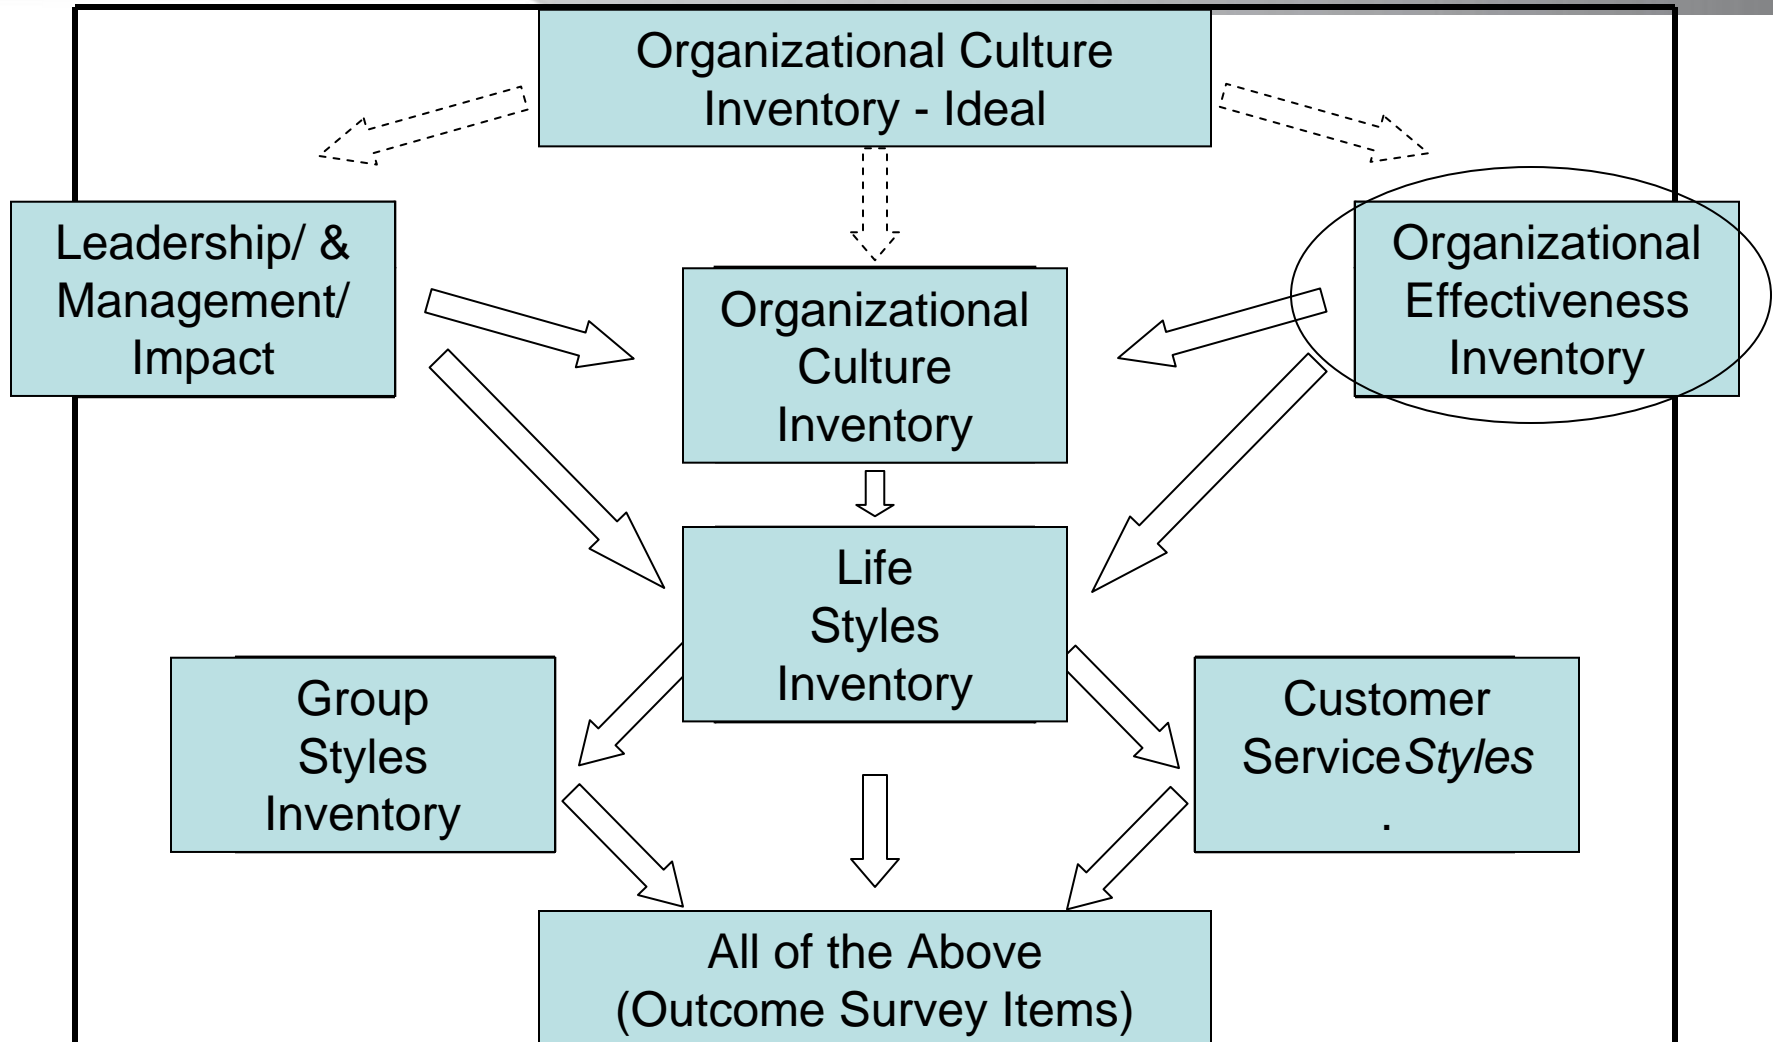 Organizational Culture
Inventory - Ideal
Leadership/ &
Management/
Impact
Organizational
Culture
Inventory
Organizational
Effectiveness
Inventory
Life
Styles
Inventory
Group
Styles
Inventory
Customer
ServiceStyles
.
All of the Above
(Outcome Survey Items)